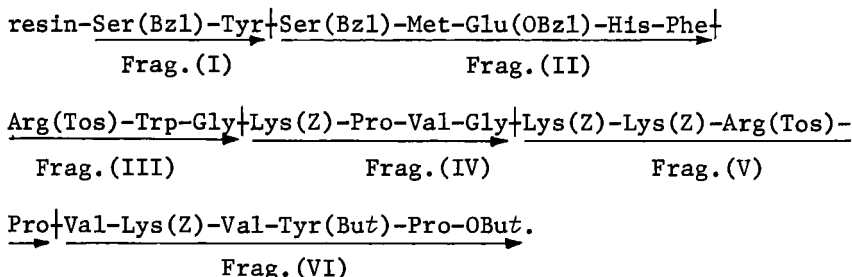 resin-Ser(Bzl)-Tyr+Ser(Bzl)-Met-Glu(OBzl)-His-Phe+
Frag.(I) Frag.(II)
Arg(Tos)-Trp-Gly+Lys(Z)-Pro-Val-Gly+Lys(Z)-Lys(Z)-Arg(Tos)-
Frag.(III) Frag.(IV) Frag.(V)
Pro+Val-Lys(Z)-Val-Tyr(But)-Pro-OBut.
Frag.(VI)